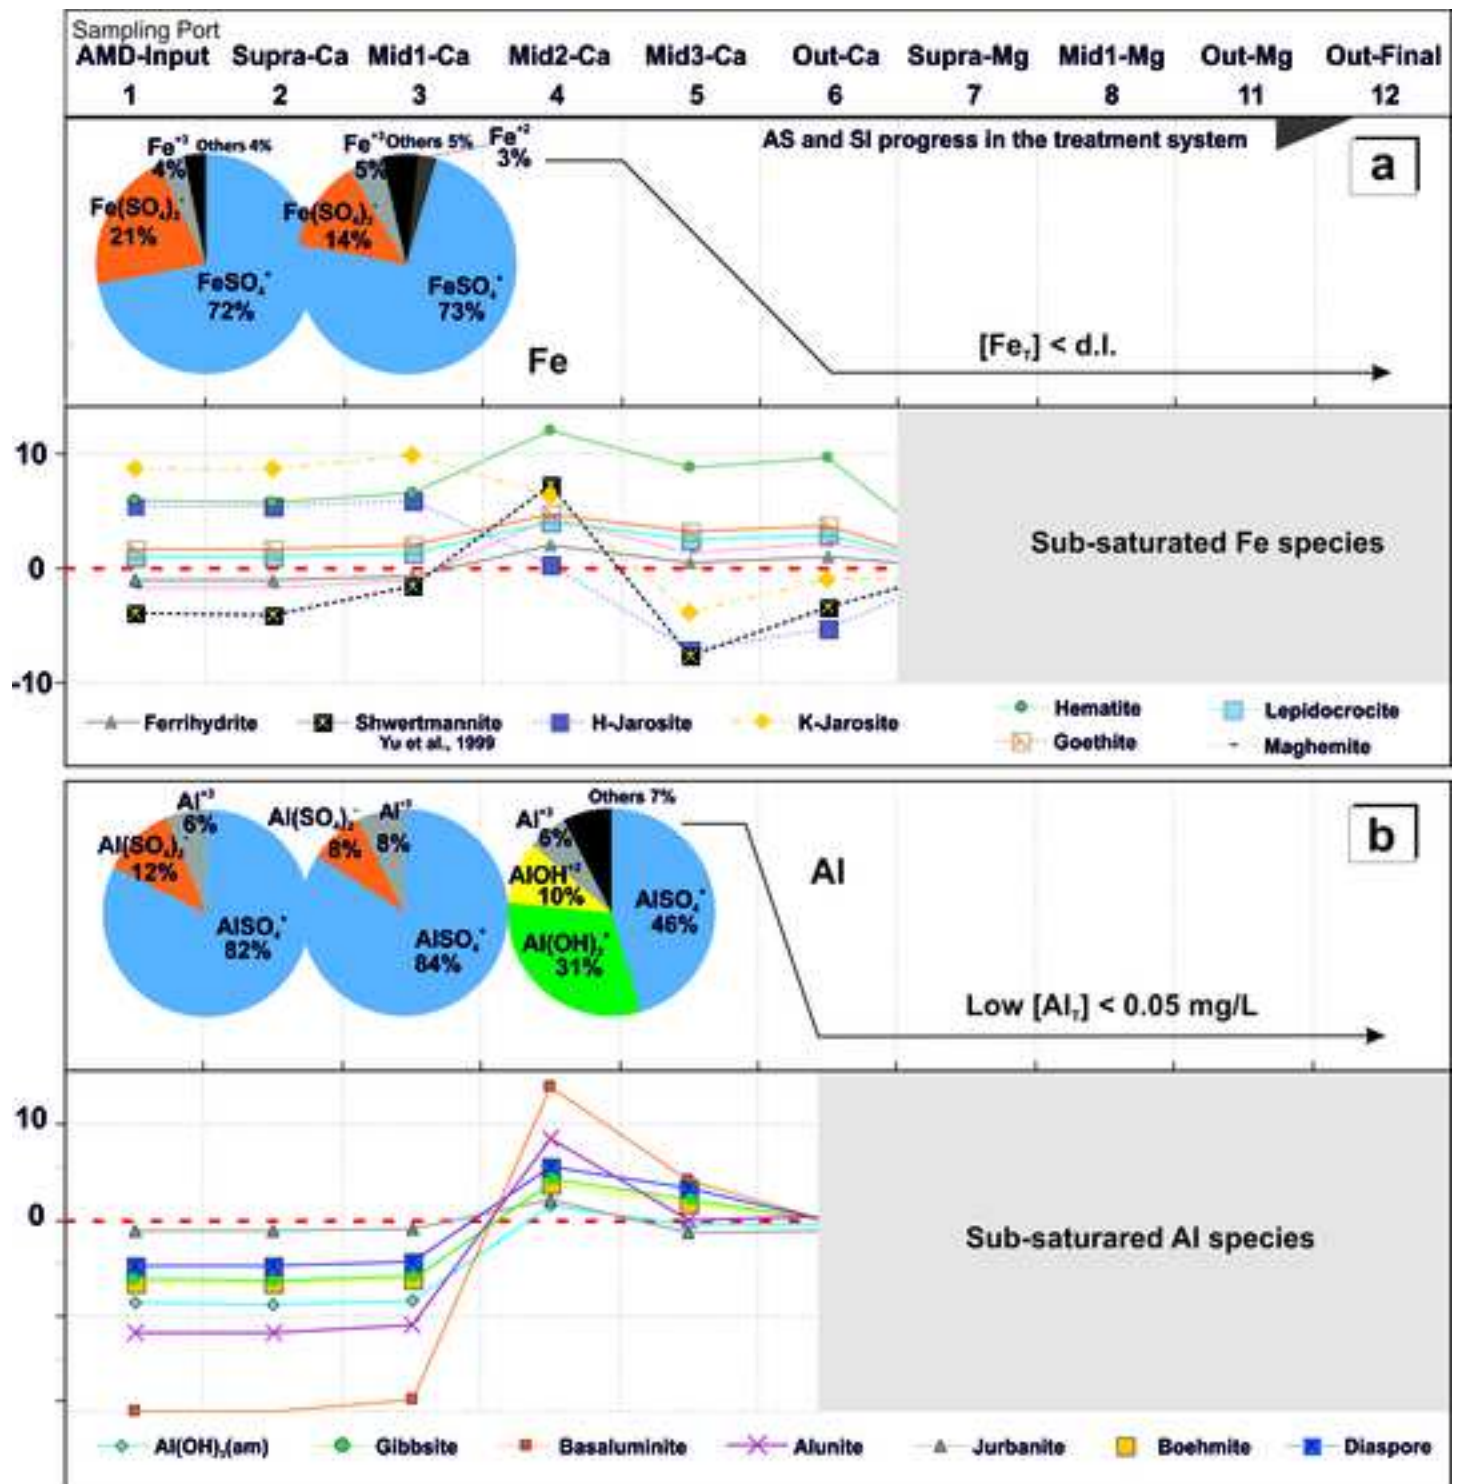 Sampling Port
AMD-Input Supra-Ca Mid1-Ca Mid2-Ca Mid3-Ca Out-Ca Supra-Mg Mid1-Mg Out-Mg Out-Final
1 2 3 4 5 6 7 8 11 12
AS and SI progress in the treatment system
a
Fe⁺³ 4%
Others 4%
Fe(SO₄)₂⁻
21%
FeSO₄⁺
72%
Fe⁺³ 5%
Others 5%
Fe⁺²
3%
Fe(SO₄)₂⁻
14%
FeSO₄⁺
73%
Fe
[Fe_T] < d.l.
10
0
-10
Sub-saturated Fe species
Ferrihydrite Shwertmannite H-Jarosite K-Jarosite Hematite Lepidocrocite
Yu et al., 1999 Goethite Maghemite
b
Al⁺³
6%
Al(SO₄)₂⁻
12%
AlSO₄⁺
82%
Al(SO₄)₂⁻
8%
Al⁺³
8%
AlSO₄⁺
84%
Others 7%
Al⁺³
6%
AlOH⁺²
10%
AlSO₄⁺
46%
Al(OH)₂⁺
31%
Al
Low [Al_T] < 0.05 mg/L
10
0
Sub-saturared Al species
Al(OH)₃(am) Gibbsite Basaluminite Alunite Jurbanite Boehmite Diaspore